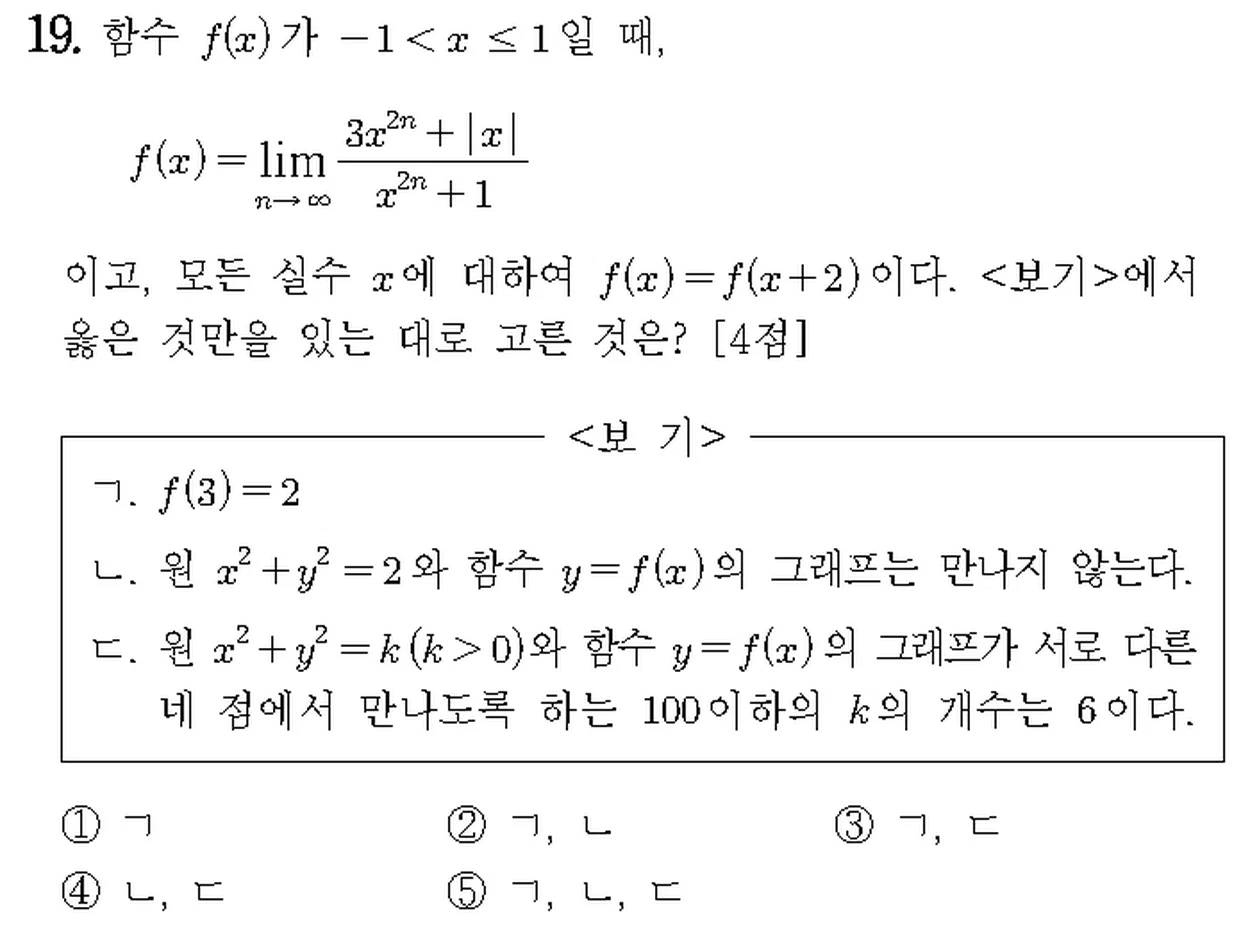 19. 함수 f(x)가 −1 < x ≤ 1일 때,
f(x) = lim_{n→∞} (3x^{2n} + |x|) / (x^{2n} + 1)
이고, 모든 실수 x에 대하여 f(x) = f(x+2)이다. <보기>에서
옳은 것만을 있는 대로 고른 것은? [4점]
<보 기>
ㄱ. f(3) = 2
ㄴ. 원 x² + y² = 2와 함수 y = f(x)의 그래프는 만나지 않는다.
ㄷ. 원 x² + y² = k (k > 0)와 함수 y = f(x)의 그래프가 서로 다른
네 점에서 만나도록 하는 100이하의 k의 개수는 6이다.
① ㄱ ② ㄱ, ㄴ ③ ㄱ, ㄷ
④ ㄴ, ㄷ ⑤ ㄱ, ㄴ, ㄷ